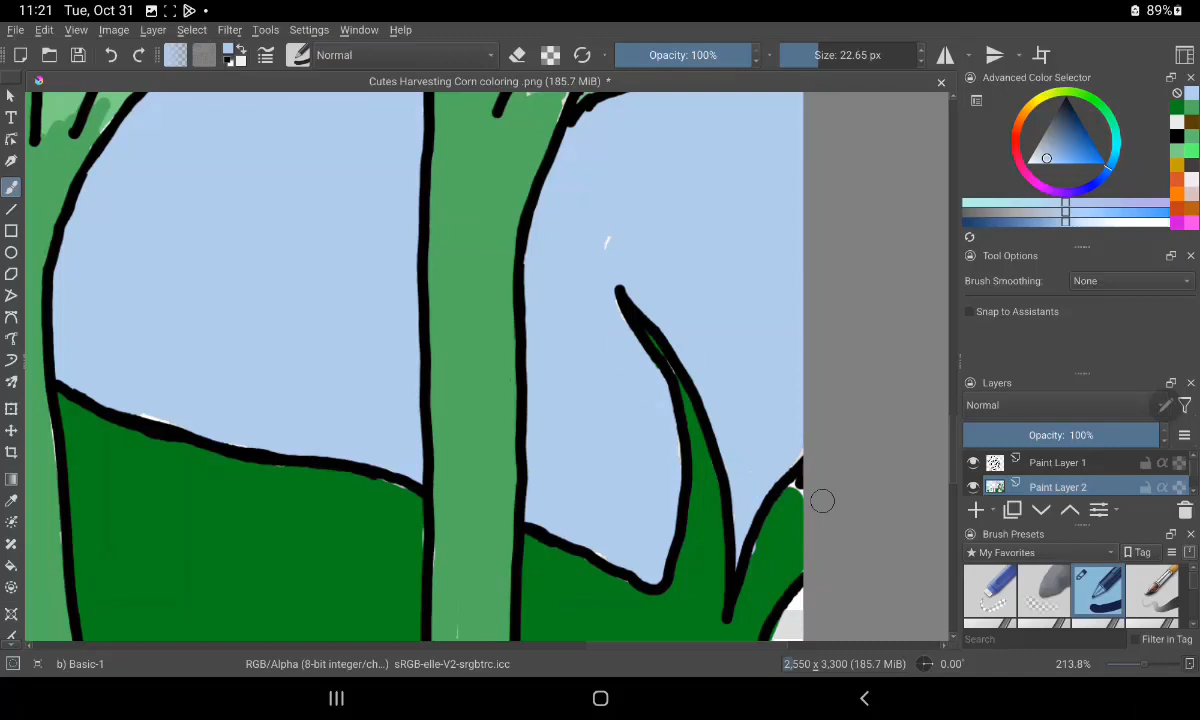 11:21 Tue, Oct 31 89%
File Edit View Image Layer Select Filter Tools Settings Window Help
Normal Opacity: 100% Size: 22.65 px
Cutes Harvesting Corn coloring .png (185.7 MiB) *
Advanced Color Selector
Tool Options
Brush Smoothing: None
Snap to Assistants
Layers
Normal
Opacity: 100%
Paint Layer 1
Paint Layer 2
Brush Presets
My Favorites Tag
Search Filter in Tag
b) Basic-1 RGB/Alpha (8-bit integer/ch...) sRGB-elle-V2-srgbtrc.icc 2,550 x 3,300 (185.7 MiB) 0.00° 213.8%